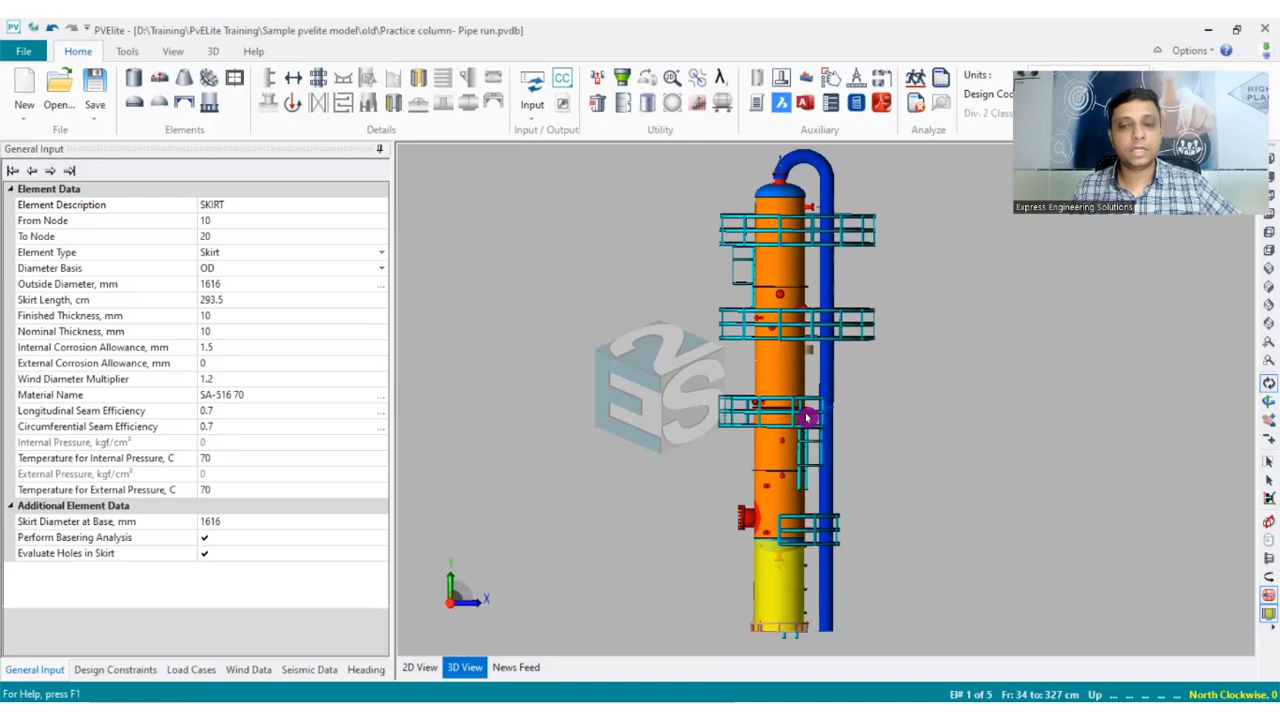 PV PVElite - [D:\Training\PvELite Training\Sample pvelite model\old\Practice column- Pipe run.pvdb]
File Home Tools View 3D Help Options
New Open... Save Input CC λ
Units :
Design Cod
Div. 2 Class
File Elements Details Input / Output Utility Auxiliary Analyze
RIGHT
PLA
Express Engineering Solutions
General Input
Element Data
Element Description SKIRT
From Node 10
To Node 20
Element Type Skirt
Diameter Basis OD
Outside Diameter, mm 1616 ...
Skirt Length, cm 293.5
Finished Thickness, mm 10
Nominal Thickness, mm 10
Internal Corrosion Allowance, mm 1.5
External Corrosion Allowance, mm 0
Wind Diameter Multiplier 1.2
Material Name SA-516 70 ...
Longitudinal Seam Efficiency 0.7 ...
Circumferential Seam Efficiency 0.7 ...
Internal Pressure, kgf/cm² 0
Temperature for Internal Pressure, C 70
External Pressure, kgf/cm² 0
Temperature for External Pressure, C 70
Additional Element Data
Skirt Diameter at Base, mm 1616
Perform Basering Analysis ✔
Evaluate Holes in Skirt ✔
E2S
Y
X
General Input Design Constraints Load Cases Wind Data Seismic Data Heading
2D View 3D View News Feed
For Help, press F1
El# 1 of 5 Fr: 34 to: 327 cm Up ... ... ... ... ... North Clockwise, 0